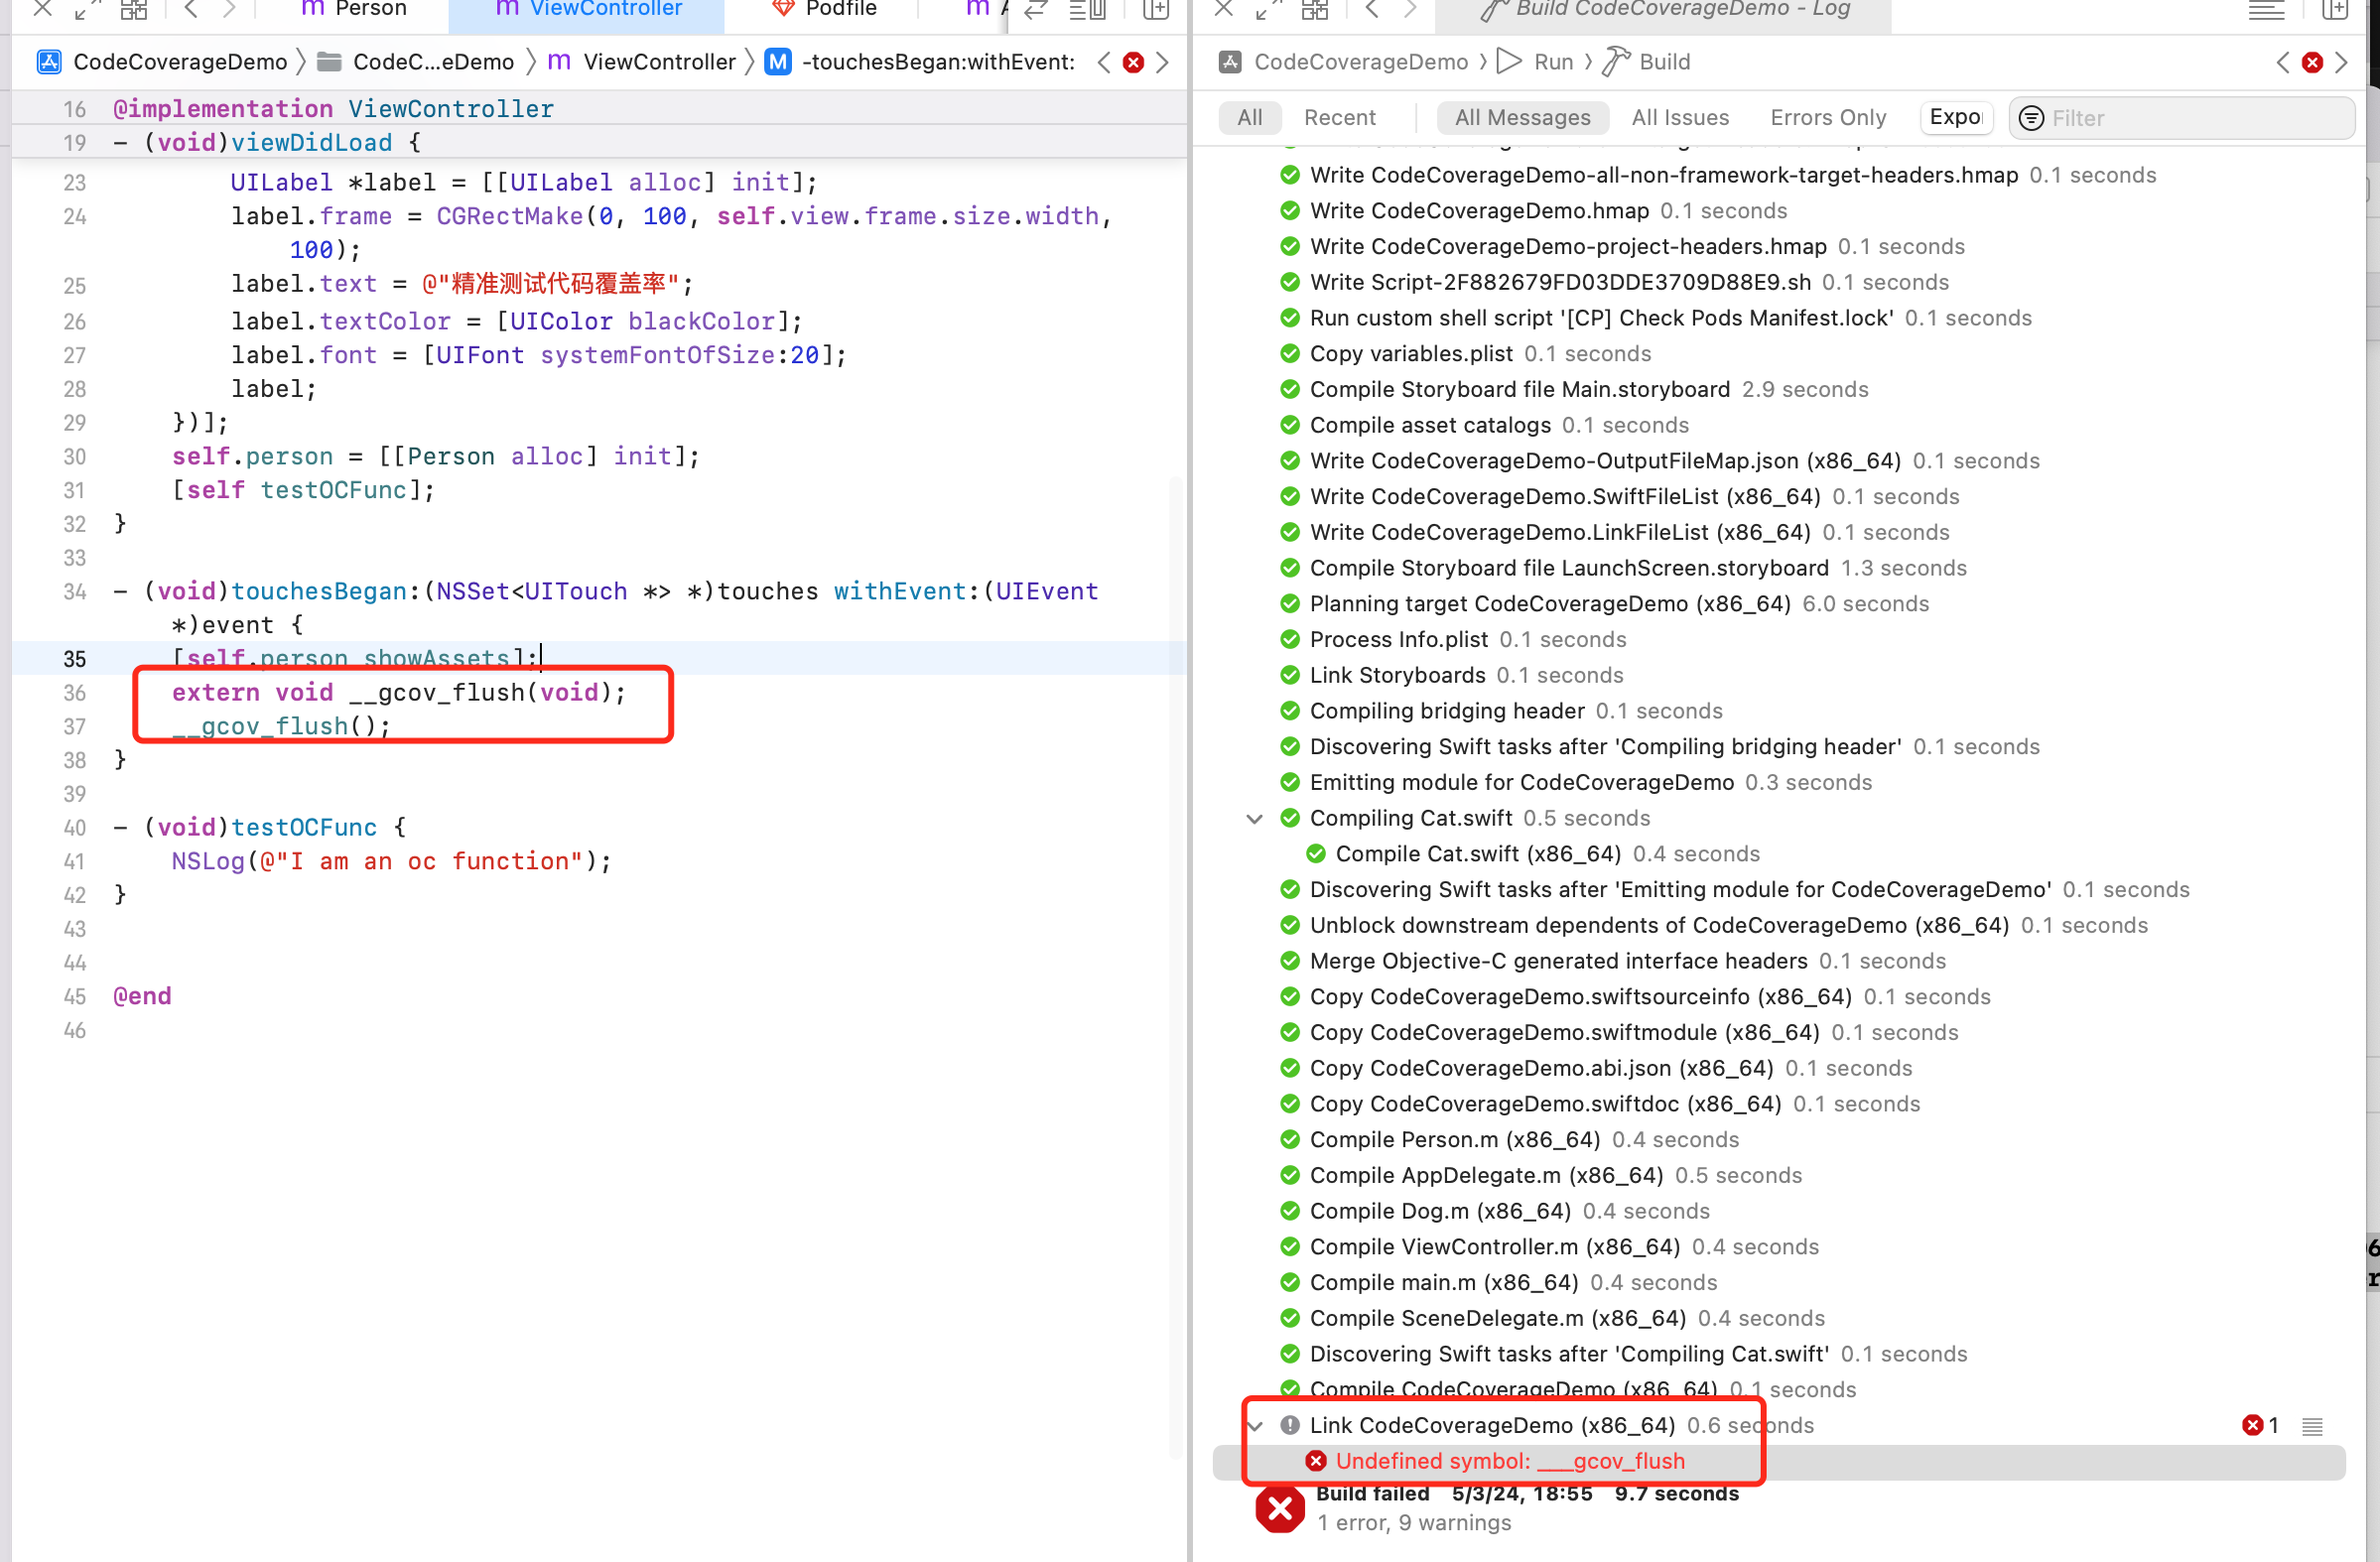 m Person
m ViewController
Podfile
m
CodeCoverageDemo
CodeC...eDemo
m ViewController
M -touchesBegan:withEvent:
16 @implementation ViewController
19 - (void)viewDidLoad {
23 UILabel *label = [[UILabel alloc] init];
24 label.frame = CGRectMake(0, 100, self.view.frame.size.width,
100);
25 label.text = @"精准测试代码覆盖率";
26 label.textColor = [UIColor blackColor];
27 label.font = [UIFont systemFontOfSize:20];
28 label;
29 })];
30 self.person = [[Person alloc] init];
31 [self testOCFunc];
32 }
33
34 - (void)touchesBegan:(NSSet<UITouch *> *)touches withEvent:(UIEvent
*)event {
35 [self.person showAssets];
36 extern void __gcov_flush(void);
37 __gcov_flush();
38 }
39
40 - (void)testOCFunc {
41 NSLog(@"I am an oc function");
42 }
43
44
45 @end
46
Build CodeCoverageDemo - Log
CodeCoverageDemo
Run
Build
All Recent All Messages All Issues Errors Only Expo Filter
Write CodeCoverageDemo-all-non-framework-target-headers.hmap 0.1 seconds
Write CodeCoverageDemo.hmap 0.1 seconds
Write CodeCoverageDemo-project-headers.hmap 0.1 seconds
Write Script-2F882679FD03DDE3709D88E9.sh 0.1 seconds
Run custom shell script '[CP] Check Pods Manifest.lock' 0.1 seconds
Copy variables.plist 0.1 seconds
Compile Storyboard file Main.storyboard 2.9 seconds
Compile asset catalogs 0.1 seconds
Write CodeCoverageDemo-OutputFileMap.json (x86_64) 0.1 seconds
Write CodeCoverageDemo.SwiftFileList (x86_64) 0.1 seconds
Write CodeCoverageDemo.LinkFileList (x86_64) 0.1 seconds
Compile Storyboard file LaunchScreen.storyboard 1.3 seconds
Planning target CodeCoverageDemo (x86_64) 6.0 seconds
Process Info.plist 0.1 seconds
Link Storyboards 0.1 seconds
Compiling bridging header 0.1 seconds
Discovering Swift tasks after 'Compiling bridging header' 0.1 seconds
Emitting module for CodeCoverageDemo 0.3 seconds
Compiling Cat.swift 0.5 seconds
Compile Cat.swift (x86_64) 0.4 seconds
Discovering Swift tasks after 'Emitting module for CodeCoverageDemo' 0.1 seconds
Unblock downstream dependents of CodeCoverageDemo (x86_64) 0.1 seconds
Merge Objective-C generated interface headers 0.1 seconds
Copy CodeCoverageDemo.swiftsourceinfo (x86_64) 0.1 seconds
Copy CodeCoverageDemo.swiftmodule (x86_64) 0.1 seconds
Copy CodeCoverageDemo.abi.json (x86_64) 0.1 seconds
Copy CodeCoverageDemo.swiftdoc (x86_64) 0.1 seconds
Compile Person.m (x86_64) 0.4 seconds
Compile AppDelegate.m (x86_64) 0.5 seconds
Compile Dog.m (x86_64) 0.4 seconds
Compile ViewController.m (x86_64) 0.4 seconds
Compile main.m (x86_64) 0.4 seconds
Compile SceneDelegate.m (x86_64) 0.4 seconds
Discovering Swift tasks after 'Compiling Cat.swift' 0.1 seconds
Compile CodeCoverageDemo (x86_64) 0.1 seconds
Link CodeCoverageDemo (x86_64) 0.6 seconds 1
Undefined symbol: ___gcov_flush
Build failed 5/3/24, 18:55 9.7 seconds
1 error, 9 warnings